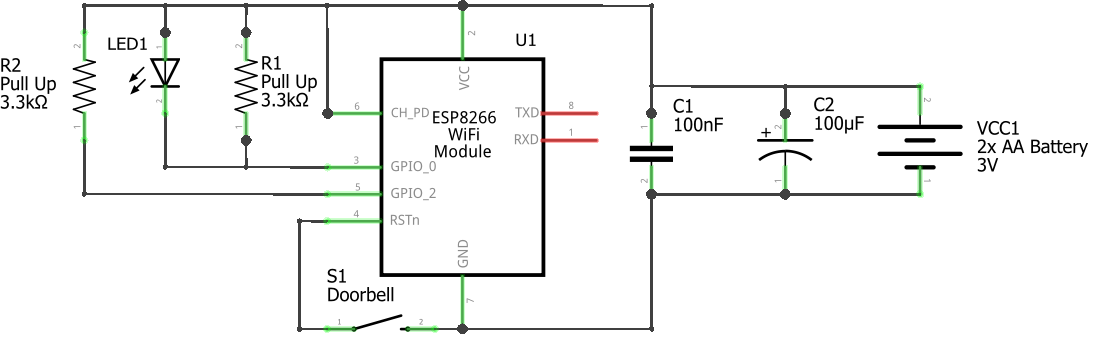 R2
Pull Up
3.3kΩ
2
1
LED1
1
2
R1
Pull Up
3.3kΩ
2
1
U1
2
VCC
6
CH_PD
3
GPIO_0
5
GPIO_2
4
RSTn
ESP8266
WiFi
Module
TXD
8
RXD
1
GND
7
S1
Doorbell
1
2
C1
100nF
1
2
C2
100µF
+
2
1
VCC1
2x AA Battery
3V
2
1